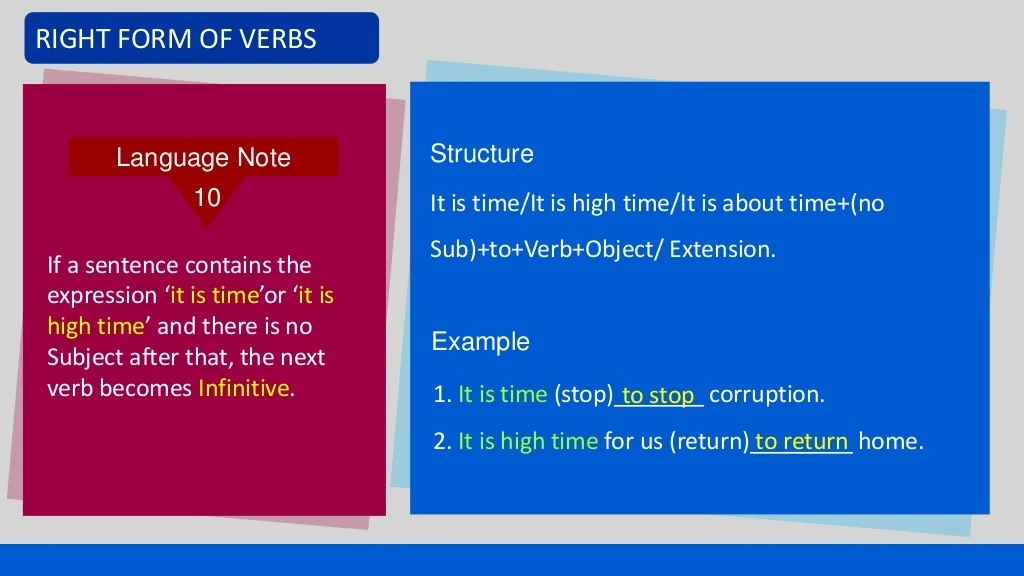 RIGHT FORM OF VERBS
Language Note
10
If a sentence contains the
expression ‘it is time’or ‘it is
high time’ and there is no
Subject after that, the next
verb becomes Infinitive.
Structure
It is time/It is high time/It is about time+(no
Sub)+to+Verb+Object/ Extension.
Example
1. It is time (stop) to stop corruption.
2. It is high time for us (return) to return home.